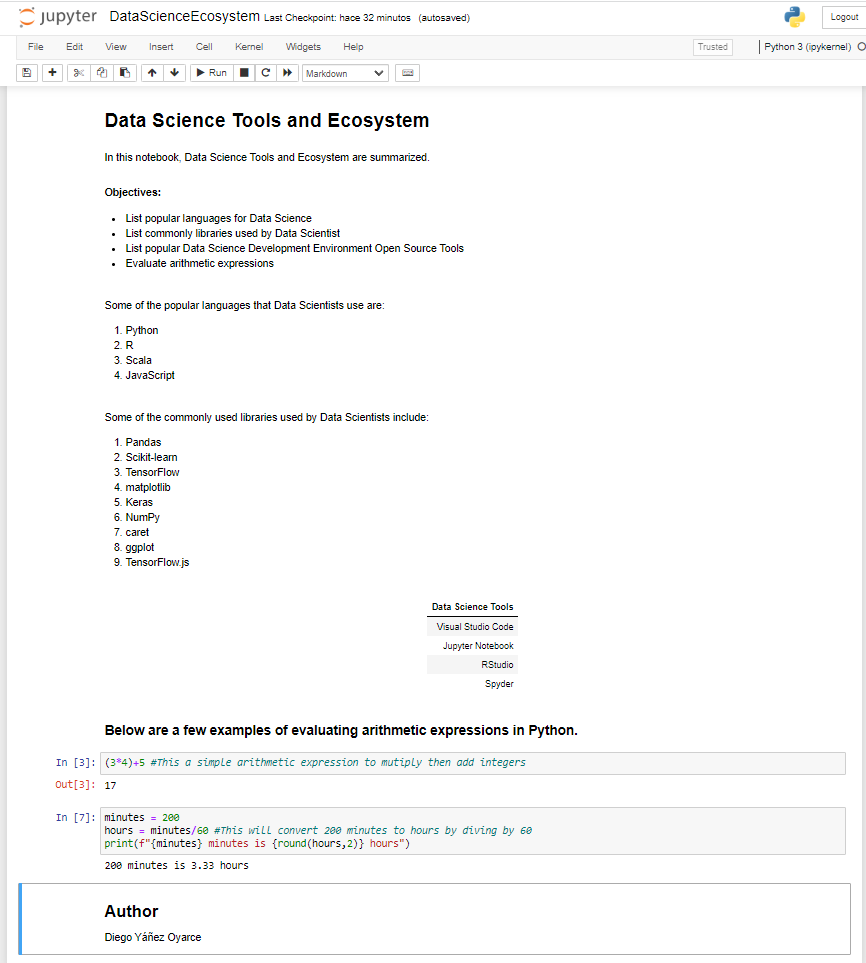 jupyter DataScienceEcosystem Last Checkpoint: hace 32 minutos (autosaved)
Logout
File Edit View Insert Cell Kernel Widgets Help
Trusted
Python 3 (ipykernel)
Run
Markdown
Data Science Tools and Ecosystem
In this notebook, Data Science Tools and Ecosystem are summarized.
Objectives:
• List popular languages for Data Science
• List commonly libraries used by Data Scientist
• List popular Data Science Development Environment Open Source Tools
• Evaluate arithmetic expressions
Some of the popular languages that Data Scientists use are:
1. Python
2. R
3. Scala
4. JavaScript
Some of the commonly used libraries used by Data Scientists include:
1. Pandas
2. Scikit-learn
3. TensorFlow
4. matplotlib
5. Keras
6. NumPy
7. caret
8. ggplot
9. TensorFlow.js
Data Science Tools
Visual Studio Code
Jupyter Notebook
RStudio
Spyder
Below are a few examples of evaluating arithmetic expressions in Python.
In [3]: (3*4)+5 #This a simple arithmetic expression to mutiply then add integers
Out[3]: 17
In [7]: minutes = 200
hours = minutes/60 #This will convert 200 minutes to hours by diving by 60
print(f"{minutes} minutes is {round(hours,2)} hours")
200 minutes is 3.33 hours
Author
Diego Yáñez Oyarce